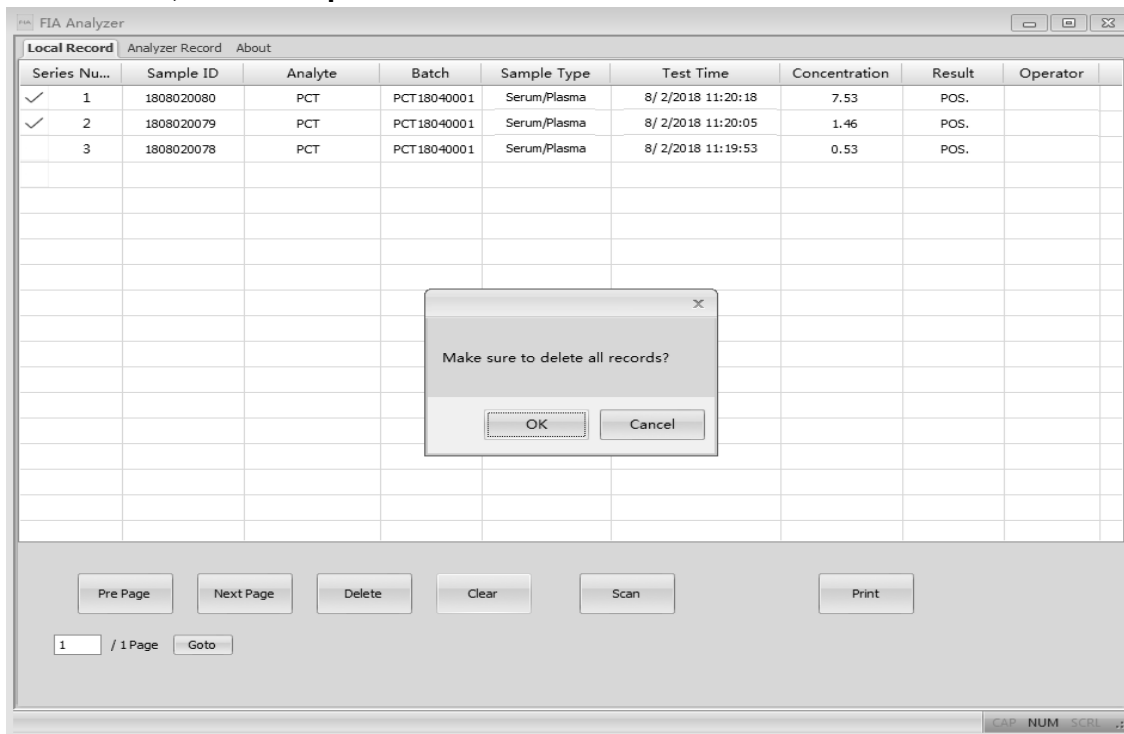 FIA Analyzer
Local Record Analyzer Record About
Series Nu... Sample ID Analyte Batch Sample Type Test Time Concentration Result Operator
1 1808020080 PCT PCT18040001 Serum/Plasma 8/ 2/2018 11:20:18 7.53 POS.
2 1808020079 PCT PCT18040001 Serum/Plasma 8/ 2/2018 11:20:05 1.46 POS.
3 1808020078 PCT PCT18040001 Serum/Plasma 8/ 2/2018 11:19:53 0.53 POS.
Make sure to delete all records?
OK Cancel
Pre Page Next Page Delete Clear Scan Print
1 / 1 Page Goto
CAP NUM SCRL